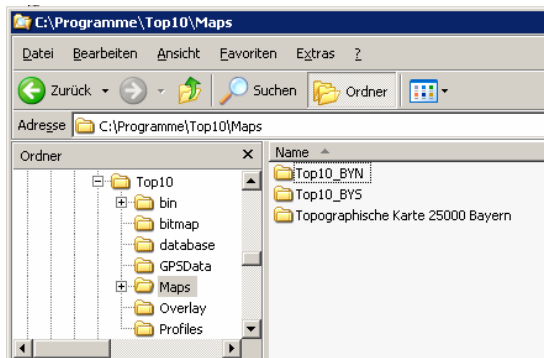 C:\Programme\Top10\Maps
Datei Bearbeiten Ansicht Favoriten Extras ?
Zurück Suchen Ordner
Adresse C:\Programme\Top10\Maps
Ordner
Top10
bin
bitmap
database
GPSData
Maps
Overlay
Profiles
Name
Top10_BYN
Top10_BYS
Topographische Karte 25000 Bayern